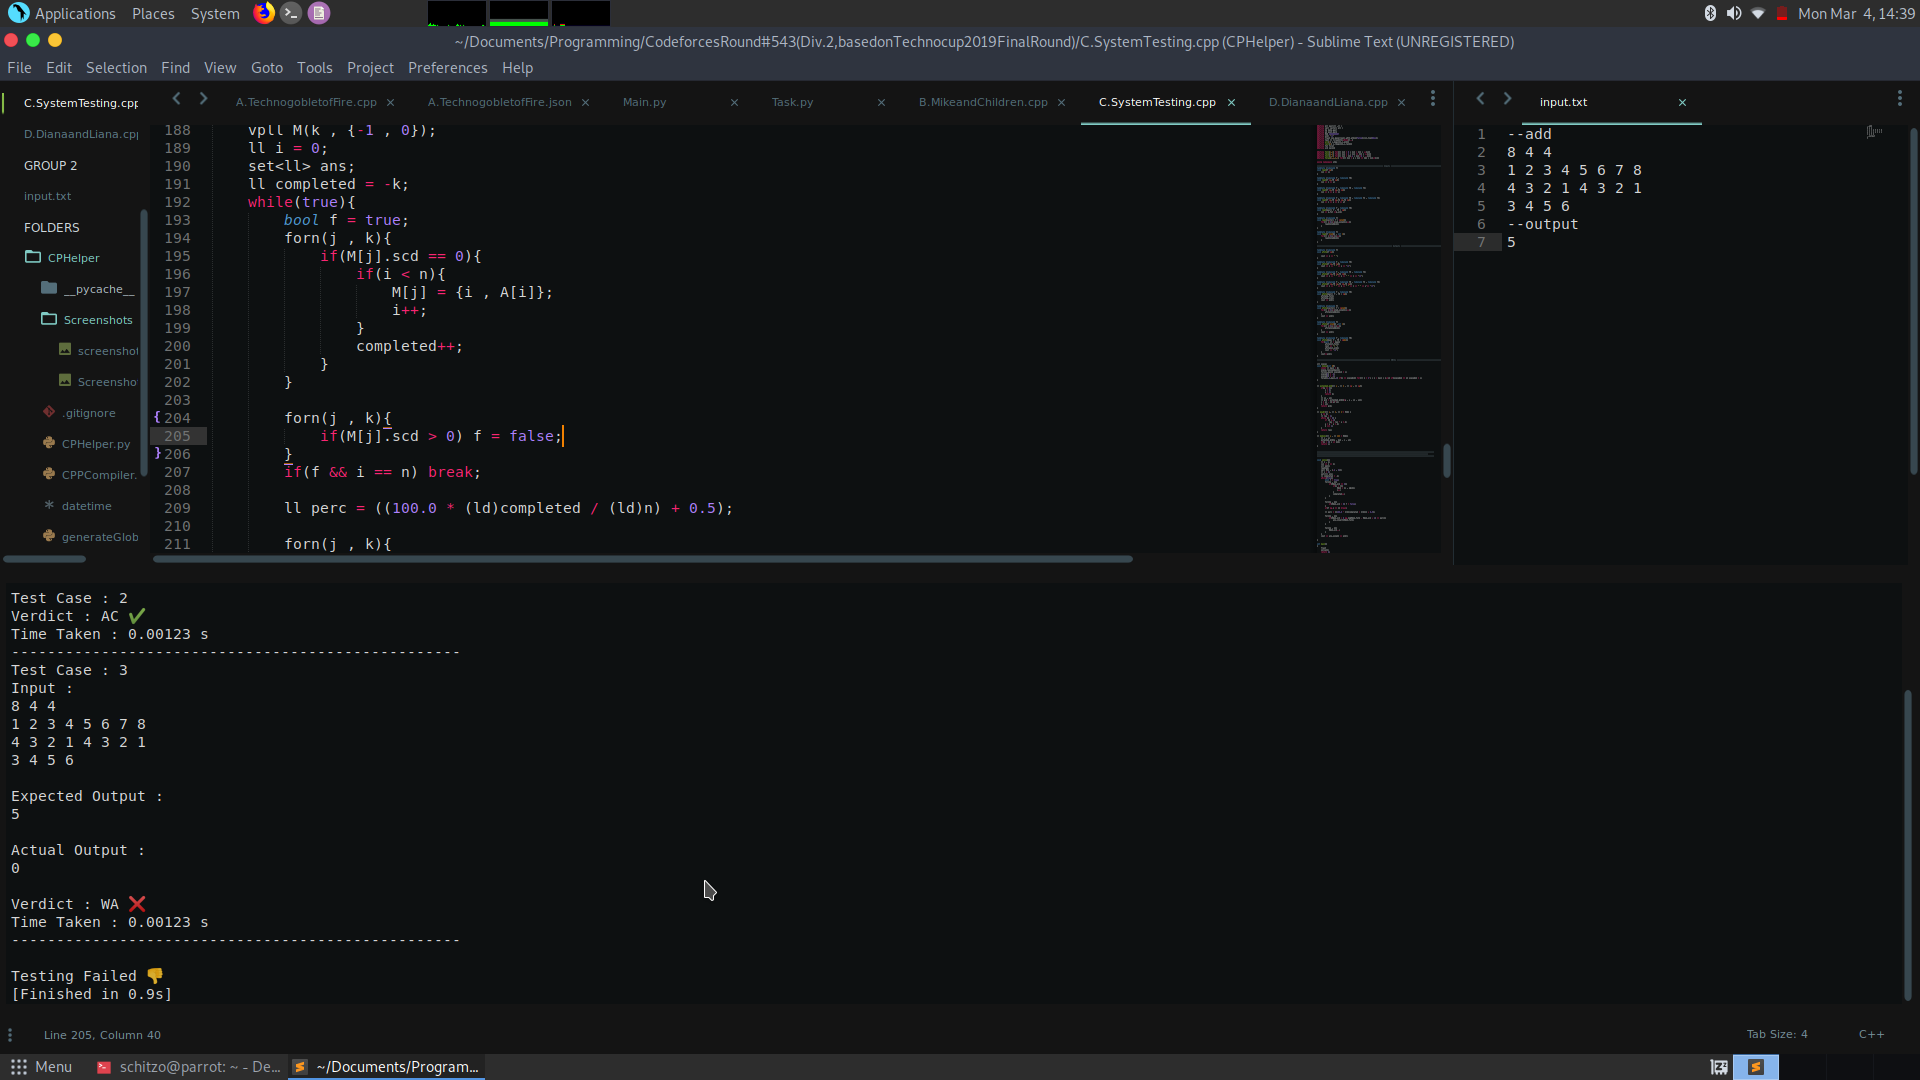 Applications Places System Mon Mar 4, 14:39
~/Documents/Programming/CodeforcesRound#543(Div.2,basedonTechnocup2019FinalRound)/C.SystemTesting.cpp (CPHelper) - Sublime Text (UNREGISTERED)
File Edit Selection Find View Goto Tools Project Preferences Help
C.SystemTesting.cpp
D.DianaandLiana.cpp
GROUP 2
input.txt
FOLDERS
CPHelper
__pycache__
Screenshots
screenshot
Screensho
.gitignore
CPHelper.py
CPPCompiler.
datetime
generateGlob
A.TechnogobletofFire.cpp × A.TechnogobletofFire.json × Main.py × Task.py × B.MikeandChildren.cpp × C.SystemTesting.cpp × D.DianaandLiana.cpp ×
188 vpll M(k , {-1 , 0});
189 ll i = 0;
190 set<ll> ans;
191 ll completed = -k;
192 while(true){
193 bool f = true;
194 forn(j , k){
195 if(M[j].scd == 0){
196 if(i < n){
197 M[j] = {i , A[i]};
198 i++;
199 }
200 completed++;
201 }
202 }
203
204 forn(j , k){
205 if(M[j].scd > 0) f = false;
206 }
207 if(f && i == n) break;
208
209 ll perc = ((100.0 * (ld)completed / (ld)n) + 0.5);
210
211 forn(j , k){
input.txt ×
1 --add
2 8 4 4
3 1 2 3 4 5 6 7 8
4 4 3 2 1 4 3 2 1
5 3 4 5 6
6 --output
7 5
Test Case : 2
Verdict : AC ✔
Time Taken : 0.00123 s
--------------------------------------------------
Test Case : 3
Input :
8 4 4
1 2 3 4 5 6 7 8
4 3 2 1 4 3 2 1
3 4 5 6
Expected Output :
5
Actual Output :
0
Verdict : WA ❌
Time Taken : 0.00123 s
--------------------------------------------------
Testing Failed 👎
[Finished in 0.9s]
Line 205, Column 40 Tab Size: 4 C++
Menu schitzo@parrot: ~ - De... ~/Documents/Program...